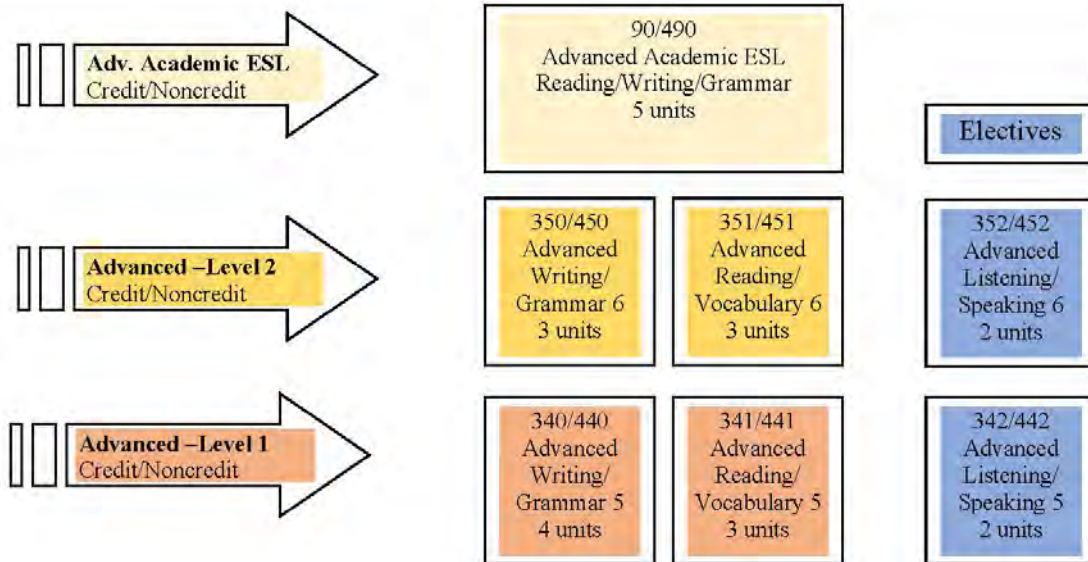 Adv. Academic ESL
Credit/Noncredit
90/490
Advanced Academic ESL
Reading/Writing/Grammar
5 units
Electives
Advanced –Level 2
Credit/Noncredit
350/450
Advanced
Writing/
Grammar 6
3 units
351/451
Advanced
Reading/
Vocabulary 6
3 units
352/452
Advanced
Listening/
Speaking 6
2 units
Advanced –Level 1
Credit/Noncredit
340/440
Advanced
Writing/
Grammar 5
4 units
341/441
Advanced
Reading/
Vocabulary 5
3 units
342/442
Advanced
Listening/
Speaking 5
2 units